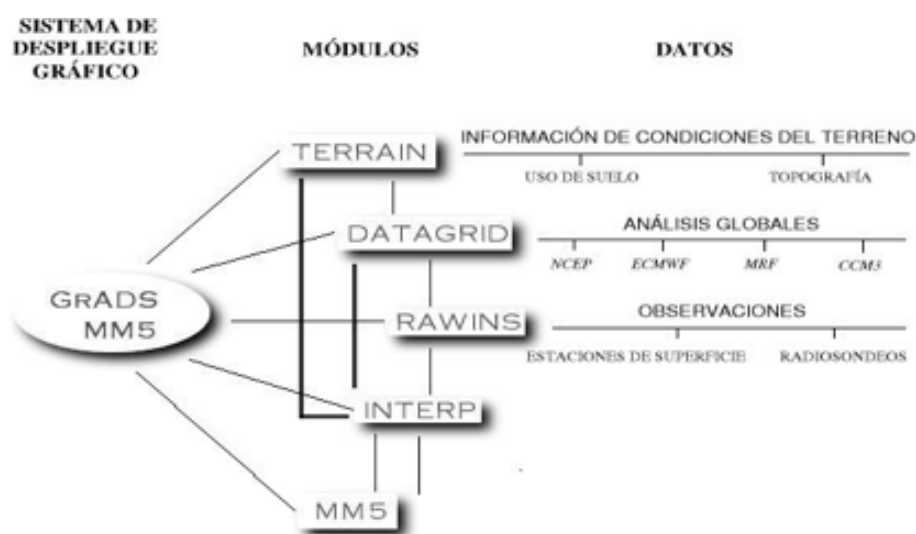 SISTEMA DE
DESPLIEGUE
GRÁFICO
MÓDULOS
DATOS
TERRAIN
INFORMACIÓN DE CONDICIONES DEL TERRENO
USO DE SUELO
TOPOGRAFÍA
DATAGRID
ANÁLISIS GLOBALES
NCEP
ECMWF
MRF
CCM3
GRADS
MM5
RAWINS
OBSERVACIONES
ESTACIONES DE SUPERFICIE
RADIOSONDEOS
INTERP
MM5